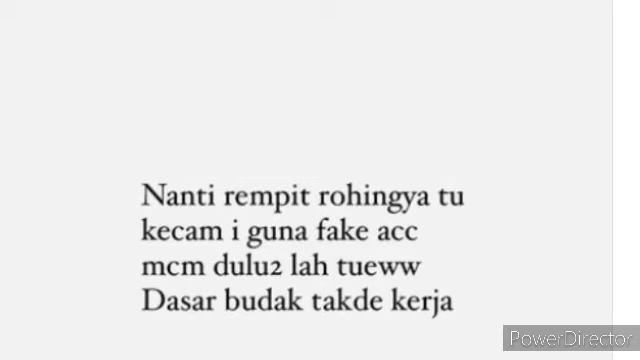 Nanti rempit rohingya tu
kecam i guna fake acc
mcm dulu2 lah tueww
Dasar budak takde kerja
PowerDirector